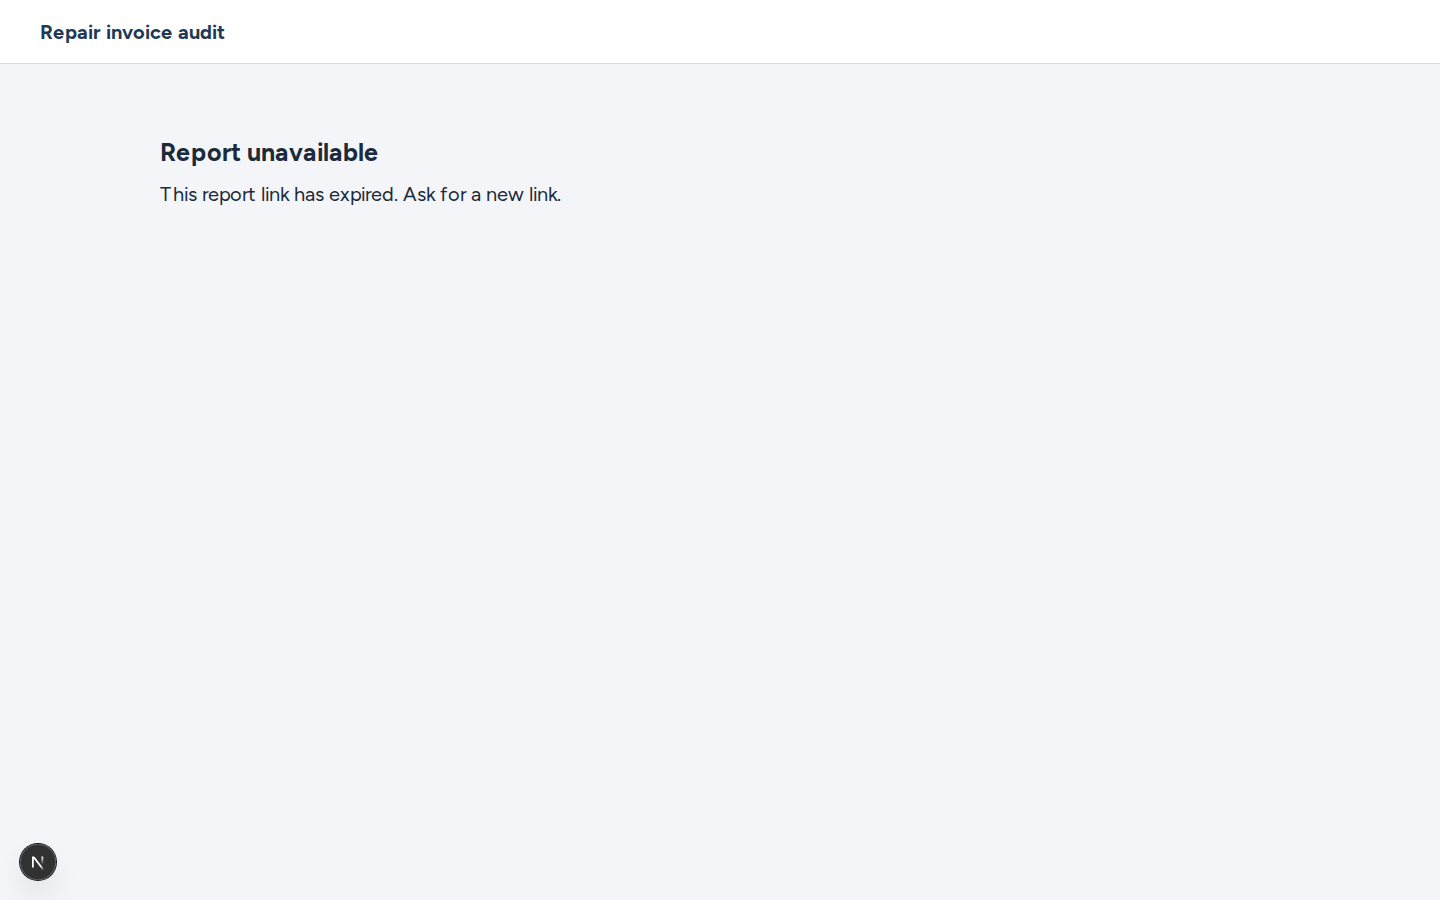 Repair invoice audit
Report unavailable
This report link has expired. Ask for a new link.
N